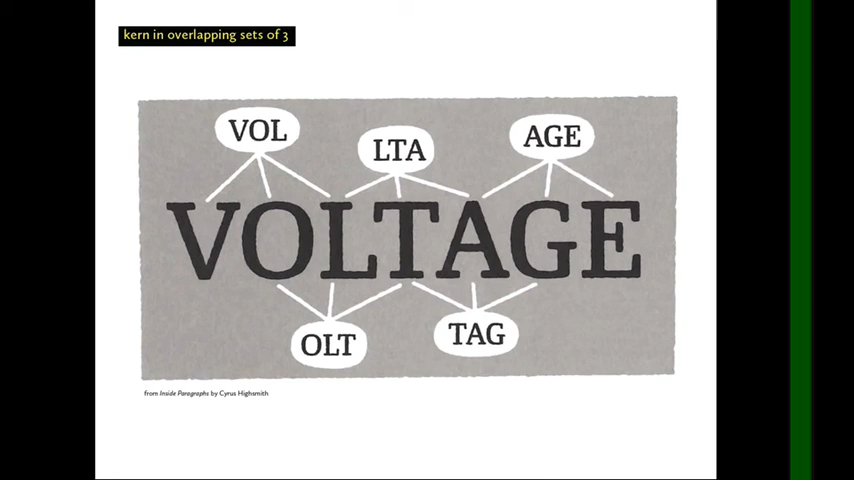 kern in overlapping sets of 3
VOL
LTA
AGE
VOLTAGE
OLT
TAG
from Inside Paragraphs by Cyrus Highsmith